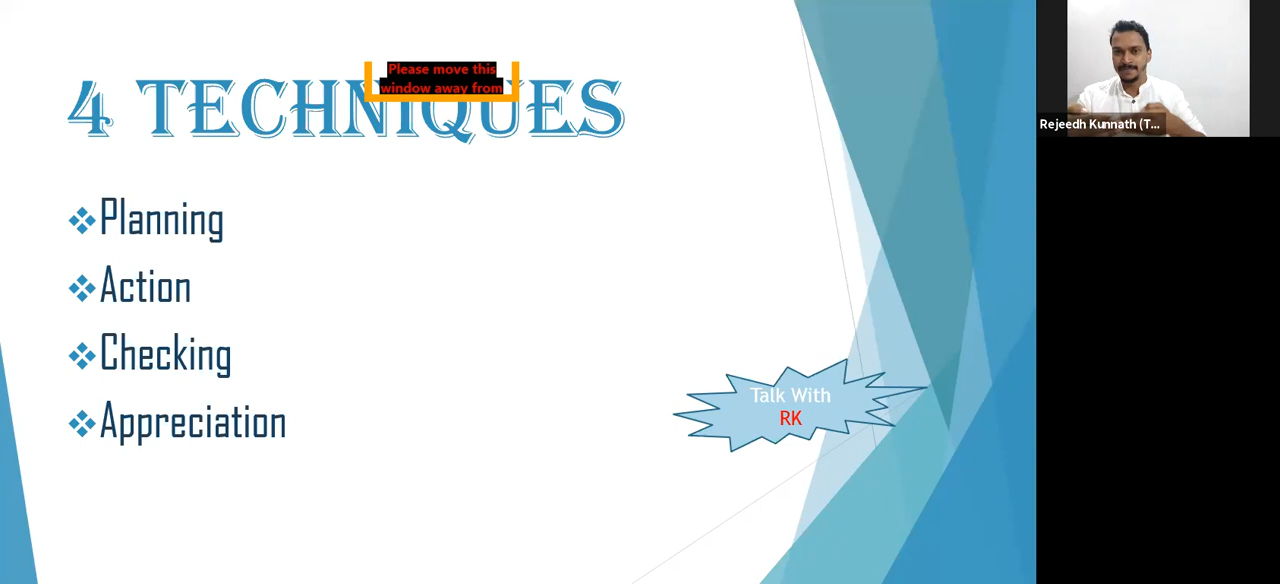 Please move this
window away from
4 TECHNIQUES
Planning
Action
Checking
Appreciation
Talk With
RK
Rejeedh Kunnath (T...